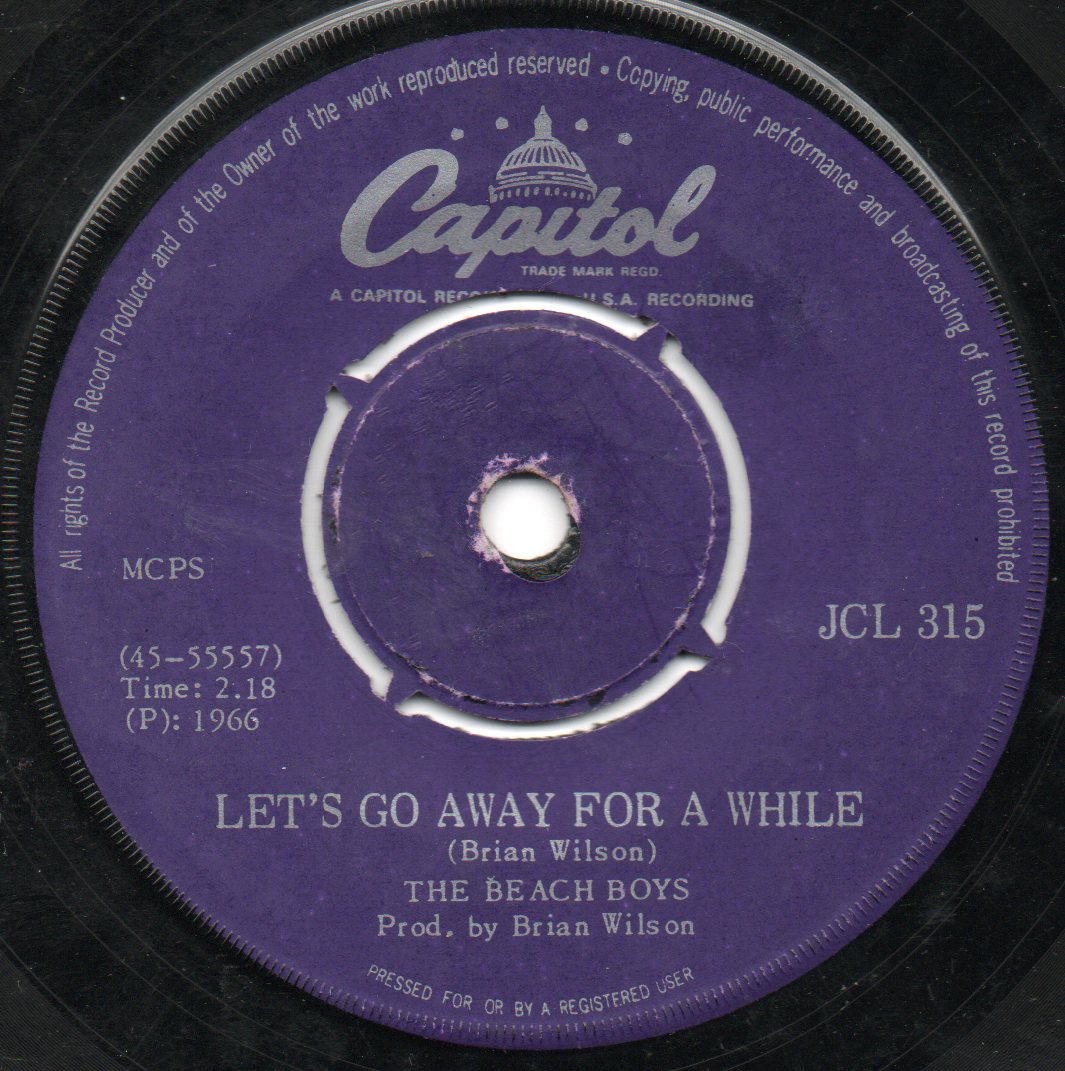 All rights of the Record Producer and of the Owner of the work reproduced reserved • Copying, public performance and broadcasting of this record prohibited
Capitol
TRADE MARK REGD.
A CAPITOL U.S.A. RECORDING
MCPS
JCL 315
(45-55557)
Time: 2.18
(P): 1966
LET'S GO AWAY FOR A WHILE
(Brian Wilson)
THE BEACH BOYS
Prod. by Brian Wilson
PRESSED FOR OR BY A REGISTERED USER